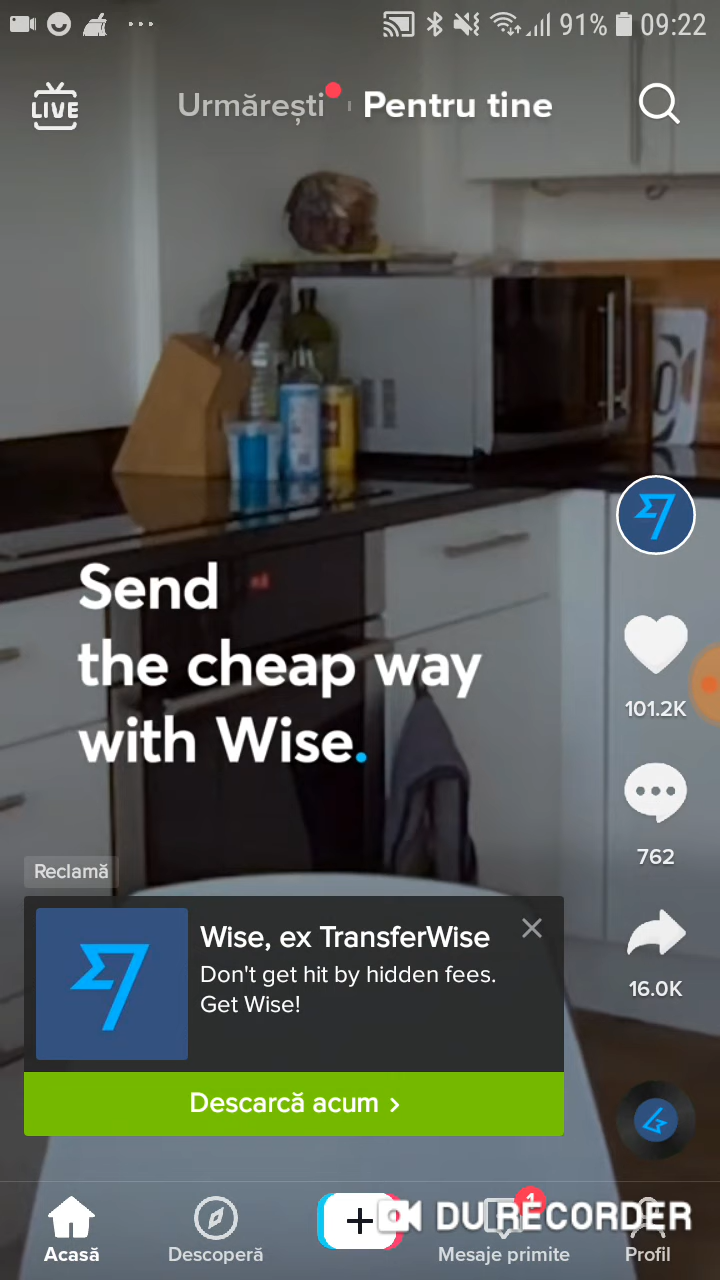 91% 09:22
LIVE
Urmărești
Pentru tine
Send
the cheap way
with Wise.
101.2K
762
16.0K
Reclamă
Wise, ex TransferWise
Don't get hit by hidden fees.
Get Wise!
Descarcă acum ›
1
DU RECORDER
Acasă
Descoperă
Mesaje primite
Profil